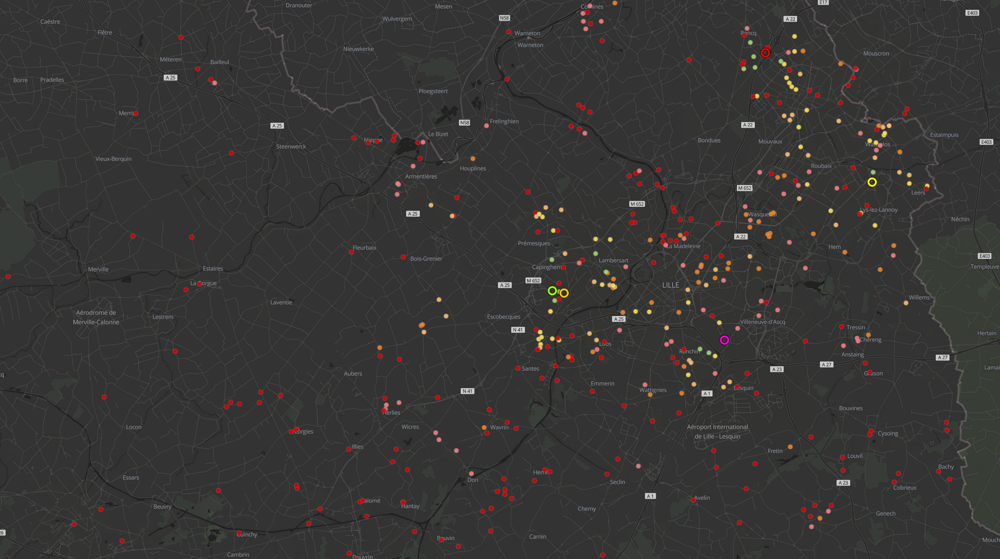 Dranouter
Mesen
Comines
E17
E403
Caëstre
Wulvergem
N58
A 22
Flêtre
Warneton
Warneton
Roncq
Nieuwkerke
Mouscron
Méteren
Bailleul
A 25
Borre
Pradelles
Ploegsteert
Merris
A 25
N58
Frelinghien
A 22
Le Bizet
Estaimpuis
Nieppe
Steenwerck
Bondues
Mouvaux
Wattrelos
E403
Vieux-Berquin
Houplines
Roubaix
Armentières
M 652
Leers
M 652
A 25
Wasquehal
Lys-lez-Lannoy
Néchin
A 22
Prémesques
La Madeleine
Hem
Fleurbaix
Bois-Grenier
Lambersart
E403
Merville
Estaires
Capinghem
Templeuve
M 652
La Gorgue
A 25
LILLE
Laventie
Willems
Aérodrome de
Merville-Calonne
Lestrem
Escobecques
A 25
Villeneuve-d'Ascq
N 41
Tressin
Hertain
Loos
Chéreng
Ronchin
Anstaing
A 27
A 27
Santes
A 23
Aubers
Gruson
Emmerin
Wattignies
Lesquin
N 41
A 1
Bouvines
Herlies
Locon
Lorgies
Wicres
Wavrin
Aéroport International
de Lille - Lesquin
Cysoing
Illies
Fretin
Louvil
Bachy
Essars
Don
Herrin
Seclin
A 23
Cobrieux
A 1
Avelin
Salomé
Beuvry
Hantay
Chemy
Genech
26
Cuinchy
Bauvin
Carnin
Cambrin
Douvrin